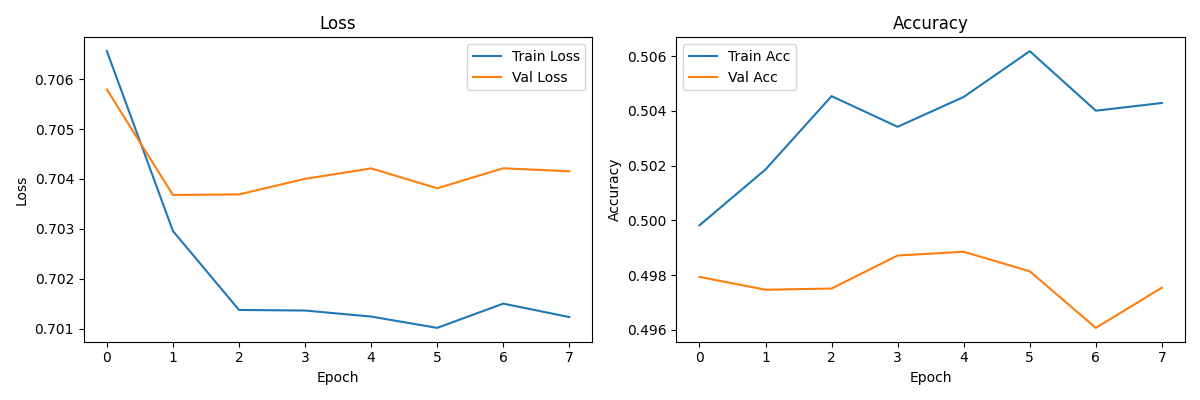 Loss
Train Loss
Val Loss
0.706
0.705
0.704
0.703
0.702
0.701
Loss
0 1 2 3 4 5 6 7
Epoch
Accuracy
Train Acc
Val Acc
0.506
0.504
0.502
0.500
0.498
0.496
Accuracy
0 1 2 3 4 5 6 7
Epoch